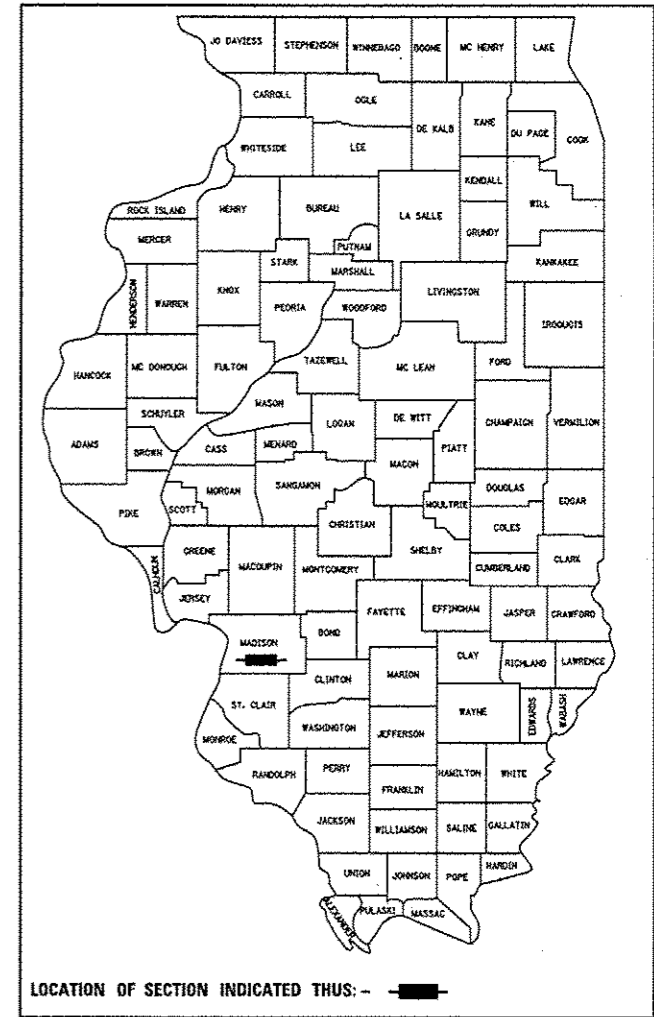 JO DAVIESS STEPHENSON WINNEBAGO BOONE MC HENRY LAKE
CARROLL OGLE DE KALB KANE DU PAGE COOK
WHITESIDE LEE KENDALL WILL
ROCK ISLAND HENRY BUREAU LA SALLE GRUNDY
MERCER PUTNAM KANKAKEE
STARK MARSHALL
HENDERSON WARREN KNOX PEORIA WOODFORD LIVINGSTON IROQUOIS
HANCOCK MC DONOUGH FULTON TAZEWELL MC LEAN FORD
SCHUYLER MASON LOGAN DE WITT CHAMPAIGN VERMILION
ADAMS BROWN CASS MENARD PIATT
MACON
PIKE SCOTT MORGAN SANGAMON MOULTRIE DOUGLAS EDGAR
CHRISTIAN COLES
CALHOUN GREENE MACOUPIN MONTGOMERY SHELBY CUMBERLAND CLARK
JERSEY FAYETTE EFFINGHAM JASPER CRAWFORD
MADISON BOND CLAY RICHLAND LAWRENCE
CLINTON MARION
ST. CLAIR WAYNE EDWARDS WABASH
MONROE WASHINGTON JEFFERSON
RANDOLPH PERRY HAMILTON WHITE
FRANKLIN
JACKSON WILLIAMSON SALINE GALLATIN
UNION JOHNSON POPE HARDIN
ALEXANDER PULASKI MASSAC
LOCATION OF SECTION INDICATED THUS: -